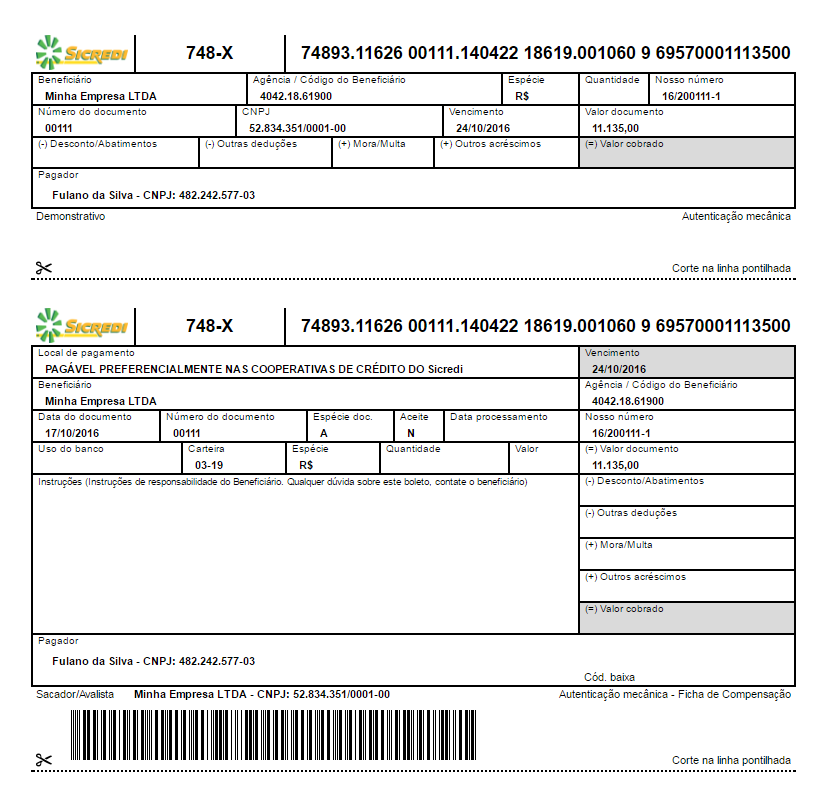 SICREDI 748-X 74893.11626 00111.140422 18619.001060 9 69570001113500
Beneficiário Agência / Código do Beneficiário Espécie Quantidade Nosso número
Minha Empresa LTDA 4042.18.61900 R$ 16/200111-1
Número do documento CNPJ Vencimento Valor documento
00111 52.834.351/0001-00 24/10/2016 11.135,00
(-) Desconto/Abatimentos (-) Outras deduções (+) Mora/Multa (+) Outros acréscimos (=) Valor cobrado
Pagador
Fulano da Silva - CNPJ: 482.242.577-03
Demonstrativo Autenticação mecânica
Corte na linha pontilhada
SICREDI 748-X 74893.11626 00111.140422 18619.001060 9 69570001113500
Local de pagamento Vencimento
PAGÁVEL PREFERENCIALMENTE NAS COOPERATIVAS DE CRÉDITO DO Sicredi 24/10/2016
Beneficiário Agência / Código do Beneficiário
Minha Empresa LTDA 4042.18.61900
Data do documento Número do documento Espécie doc. Aceite Data processamento Nosso número
17/10/2016 00111 A N 16/200111-1
Uso do banco Carteira Espécie Quantidade Valor (=) Valor documento
03-19 R$ 11.135,00
Instruções (Instruções de responsabilidade do Beneficiário. Qualquer dúvida sobre este boleto, contate o beneficiário) (-) Desconto/Abatimentos
(-) Outras deduções
(+) Mora/Multa
(+) Outros acréscimos
(=) Valor cobrado
Pagador
Fulano da Silva - CNPJ: 482.242.577-03
Cód. baixa
Sacador/Avalista Minha Empresa LTDA - CNPJ: 52.834.351/0001-00 Autenticação mecânica - Ficha de Compensação
Corte na linha pontilhada